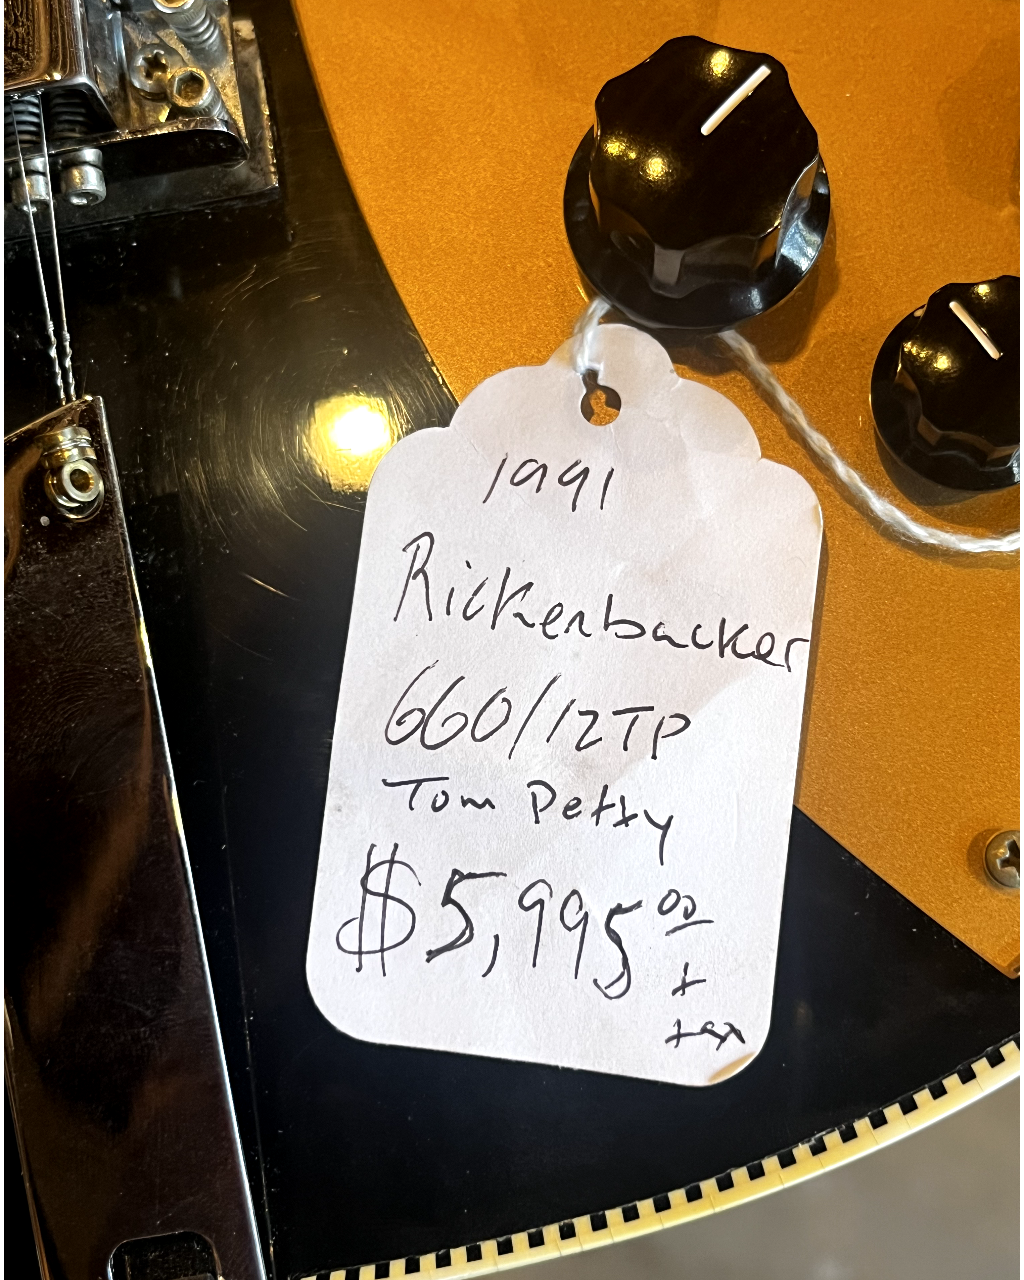 1991
Rickenbacker
660/12TP
Tom Petty
$5,995.00
+
tax